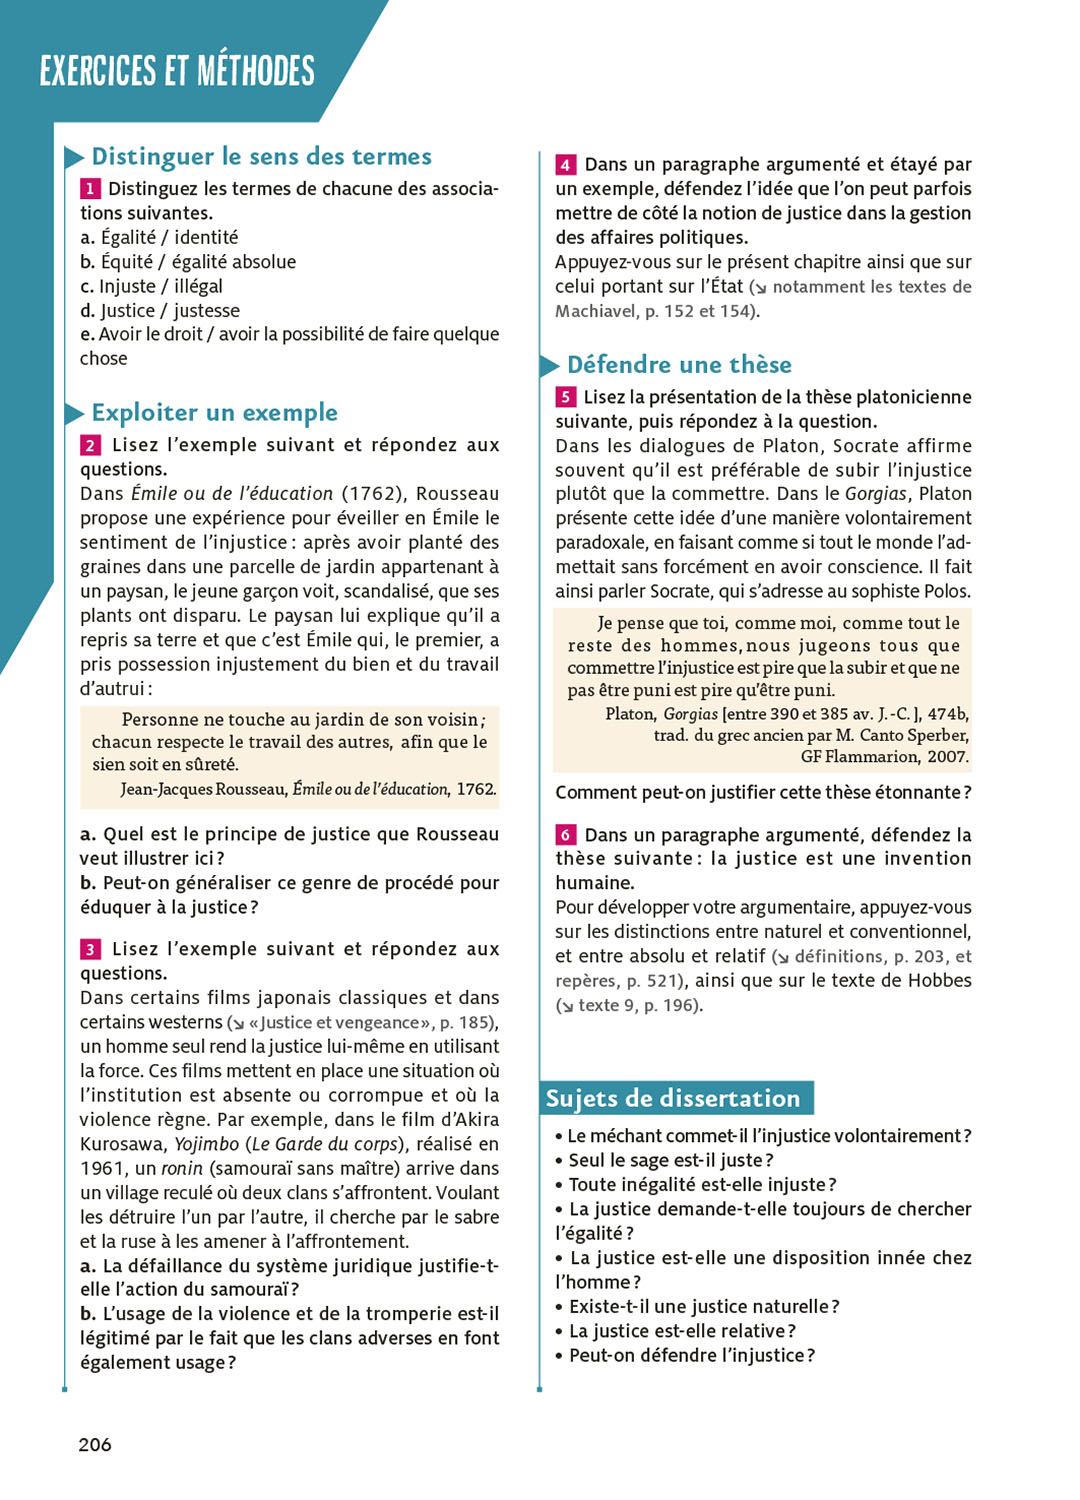 EXERCICES ET MÉTHODES
Distinguer le sens des termes
1 Distinguez les termes de chacune des associa-
tions suivantes.
a. Égalité / identité
b. Équité / égalité absolue
c. Injuste / illégal
d. Justice / justesse
e. Avoir le droit / avoir la possibilité de faire quelque
chose
Exploiter un exemple
2 Lisez l'exemple suivant et répondez aux
questions.
Dans Émile ou de l'éducation (1762), Rousseau
propose une expérience pour éveiller en Émile le
sentiment de l'injustice : après avoir planté des
graines dans une parcelle de jardin appartenant à
un paysan, le jeune garçon voit, scandalisé, que ses
plants ont disparu. Le paysan lui explique qu'il a
repris sa terre et que c'est Émile qui, le premier, a
pris possession injustement du bien et du travail
d'autrui :
Personne ne touche au jardin de son voisin ;
chacun respecte le travail des autres, afin que le
sien soit en sûreté.
Jean-Jacques Rousseau, Émile ou de l'éducation, 1762.
a. Quel est le principe de justice que Rousseau
veut illustrer ici ?
b. Peut-on généraliser ce genre de procédé pour
éduquer à la justice ?
3 Lisez l'exemple suivant et répondez aux
questions.
Dans certains films japonais classiques et dans
certains westerns (↘ « Justice et vengeance », p. 185),
un homme seul rend la justice lui-même en utilisant
la force. Ces films mettent en place une situation où
l'institution est absente ou corrompue et où la
violence règne. Par exemple, dans le film d'Akira
Kurosawa, Yojimbo (Le Garde du corps), réalisé en
1961, un ronin (samouraï sans maître) arrive dans
un village reculé où deux clans s'affrontent. Voulant
les détruire l'un par l'autre, il cherche par le sabre
et la ruse à les amener à l'affrontement.
a. La défaillance du système juridique justifie-t-
elle l'action du samouraï ?
b. L'usage de la violence et de la tromperie est-il
légitimé par le fait que les clans adverses en font
également usage ?
4 Dans un paragraphe argumenté et étayé par
un exemple, défendez l'idée que l'on peut parfois
mettre de côté la notion de justice dans la gestion
des affaires politiques.
Appuyez-vous sur le présent chapitre ainsi que sur
celui portant sur l'État (↘ notamment les textes de
Machiavel, p. 152 et 154).
Défendre une thèse
5 Lisez la présentation de la thèse platonicienne
suivante, puis répondez à la question.
Dans les dialogues de Platon, Socrate affirme
souvent qu'il est préférable de subir l'injustice
plutôt que la commettre. Dans le Gorgias, Platon
présente cette idée d'une manière volontairement
paradoxale, en faisant comme si tout le monde l'ad-
mettait sans forcément en avoir conscience. Il fait
ainsi parler Socrate, qui s'adresse au sophiste Polos.
Je pense que toi, comme moi, comme tout le
reste des hommes, nous jugeons tous que
commettre l'injustice est pire que la subir et que ne
pas être puni est pire qu'être puni.
Platon, Gorgias [entre 390 et 385 av. J.-C.], 474b,
trad. du grec ancien par M. Canto Sperber,
GF Flammarion, 2007.
Comment peut-on justifier cette thèse étonnante ?
6 Dans un paragraphe argumenté, défendez la
thèse suivante : la justice est une invention
humaine.
Pour développer votre argumentaire, appuyez-vous
sur les distinctions entre naturel et conventionnel,
et entre absolu et relatif (↘ définitions, p. 203, et
repères, p. 521), ainsi que sur le texte de Hobbes
(↘ texte 9, p. 196).
Sujets de dissertation
• Le méchant commet-il l'injustice volontairement ?
• Seul le sage est-il juste ?
• Toute inégalité est-elle injuste ?
• La justice demande-t-elle toujours de chercher
l'égalité ?
• La justice est-elle une disposition innée chez
l'homme ?
• Existe-t-il une justice naturelle ?
• La justice est-elle relative ?
• Peut-on défendre l'injustice ?
206